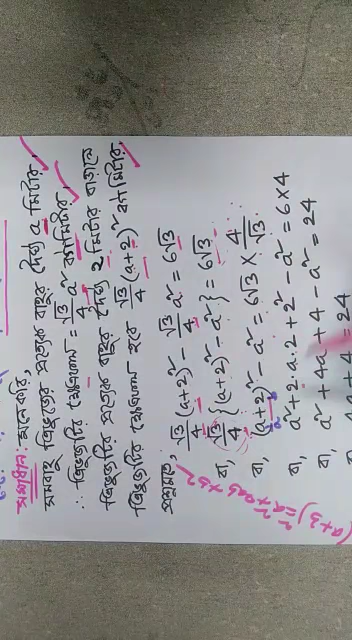 সমাধান: মনেকরি,
সমবাহু ত্রিভুজের প্রত্যেক বাহুর দৈর্ঘ্য a মিটার,
∴ ত্রিভুজটির ক্ষেত্রফল = √3/4 a² বর্গমিটার,
ত্রিভুজটির প্রত্যেক বাহুর দৈর্ঘ্য 2 মিটার বাড়ালে
ত্রিভুজটির ক্ষেত্রফল হবে √3/4 (a+2)² বর্গমিটার,
প্রশ্নমতে, √3/4 (a+2)² - √3/4 a² = 6√3
বা, √3/4 {(a+2)² - a²} = 6√3
বা, (a+2)² - a² = 6√3 × 4/√3
বা, a² + 2·a·2 + 2² - a² = 6×4
বা, a² + 4a + 4 - a² = 24
4a + 4 = 24
(a+b)² = a²+2ab+b²